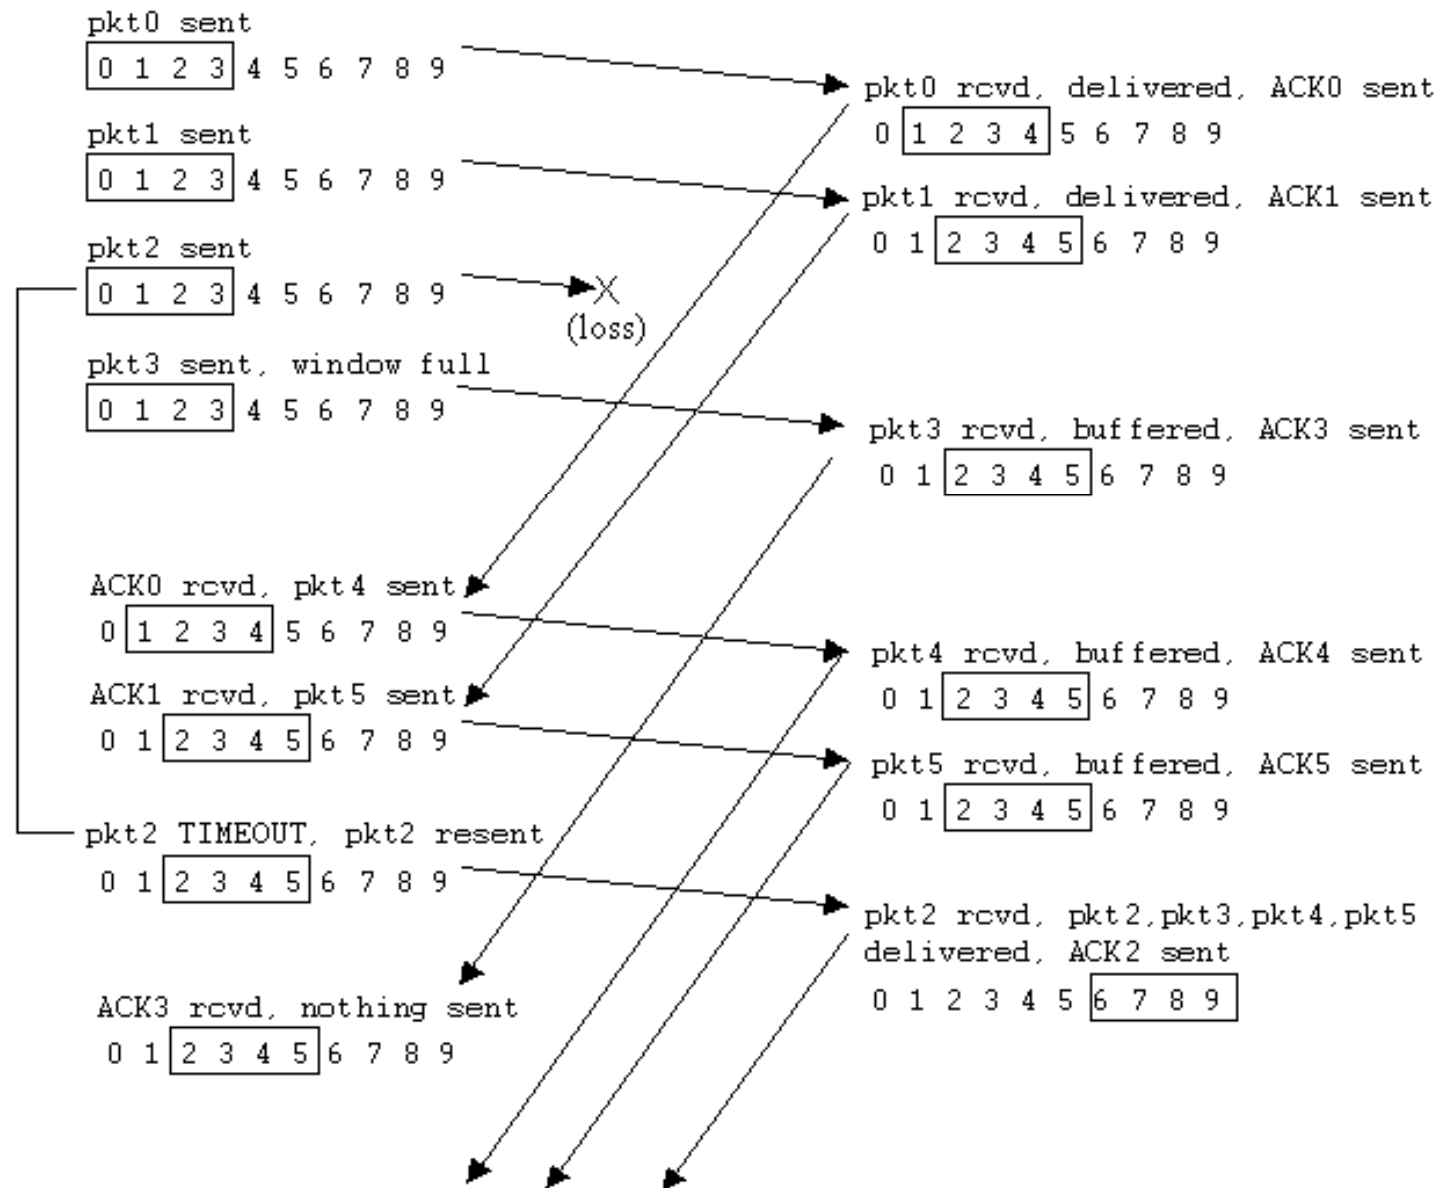 pkt0 sent
0 1 2 3 4 5 6 7 8 9
pkt1 sent
0 1 2 3 4 5 6 7 8 9
pkt2 sent
0 1 2 3 4 5 6 7 8 9
X
(loss)
pkt3 sent, window full
0 1 2 3 4 5 6 7 8 9
ACK0 rcvd, pkt4 sent
0 1 2 3 4 5 6 7 8 9
ACK1 rcvd, pkt5 sent
0 1 2 3 4 5 6 7 8 9
pkt2 TIMEOUT, pkt2 resent
0 1 2 3 4 5 6 7 8 9
ACK3 rcvd, nothing sent
0 1 2 3 4 5 6 7 8 9
pkt0 rcvd, delivered, ACK0 sent
0 1 2 3 4 5 6 7 8 9
pkt1 rcvd, delivered, ACK1 sent
0 1 2 3 4 5 6 7 8 9
pkt3 rcvd, buffered, ACK3 sent
0 1 2 3 4 5 6 7 8 9
pkt4 rcvd, buffered, ACK4 sent
0 1 2 3 4 5 6 7 8 9
pkt5 rcvd, buffered, ACK5 sent
0 1 2 3 4 5 6 7 8 9
pkt2 rcvd, pkt2,pkt3,pkt4,pkt5
delivered, ACK2 sent
0 1 2 3 4 5 6 7 8 9